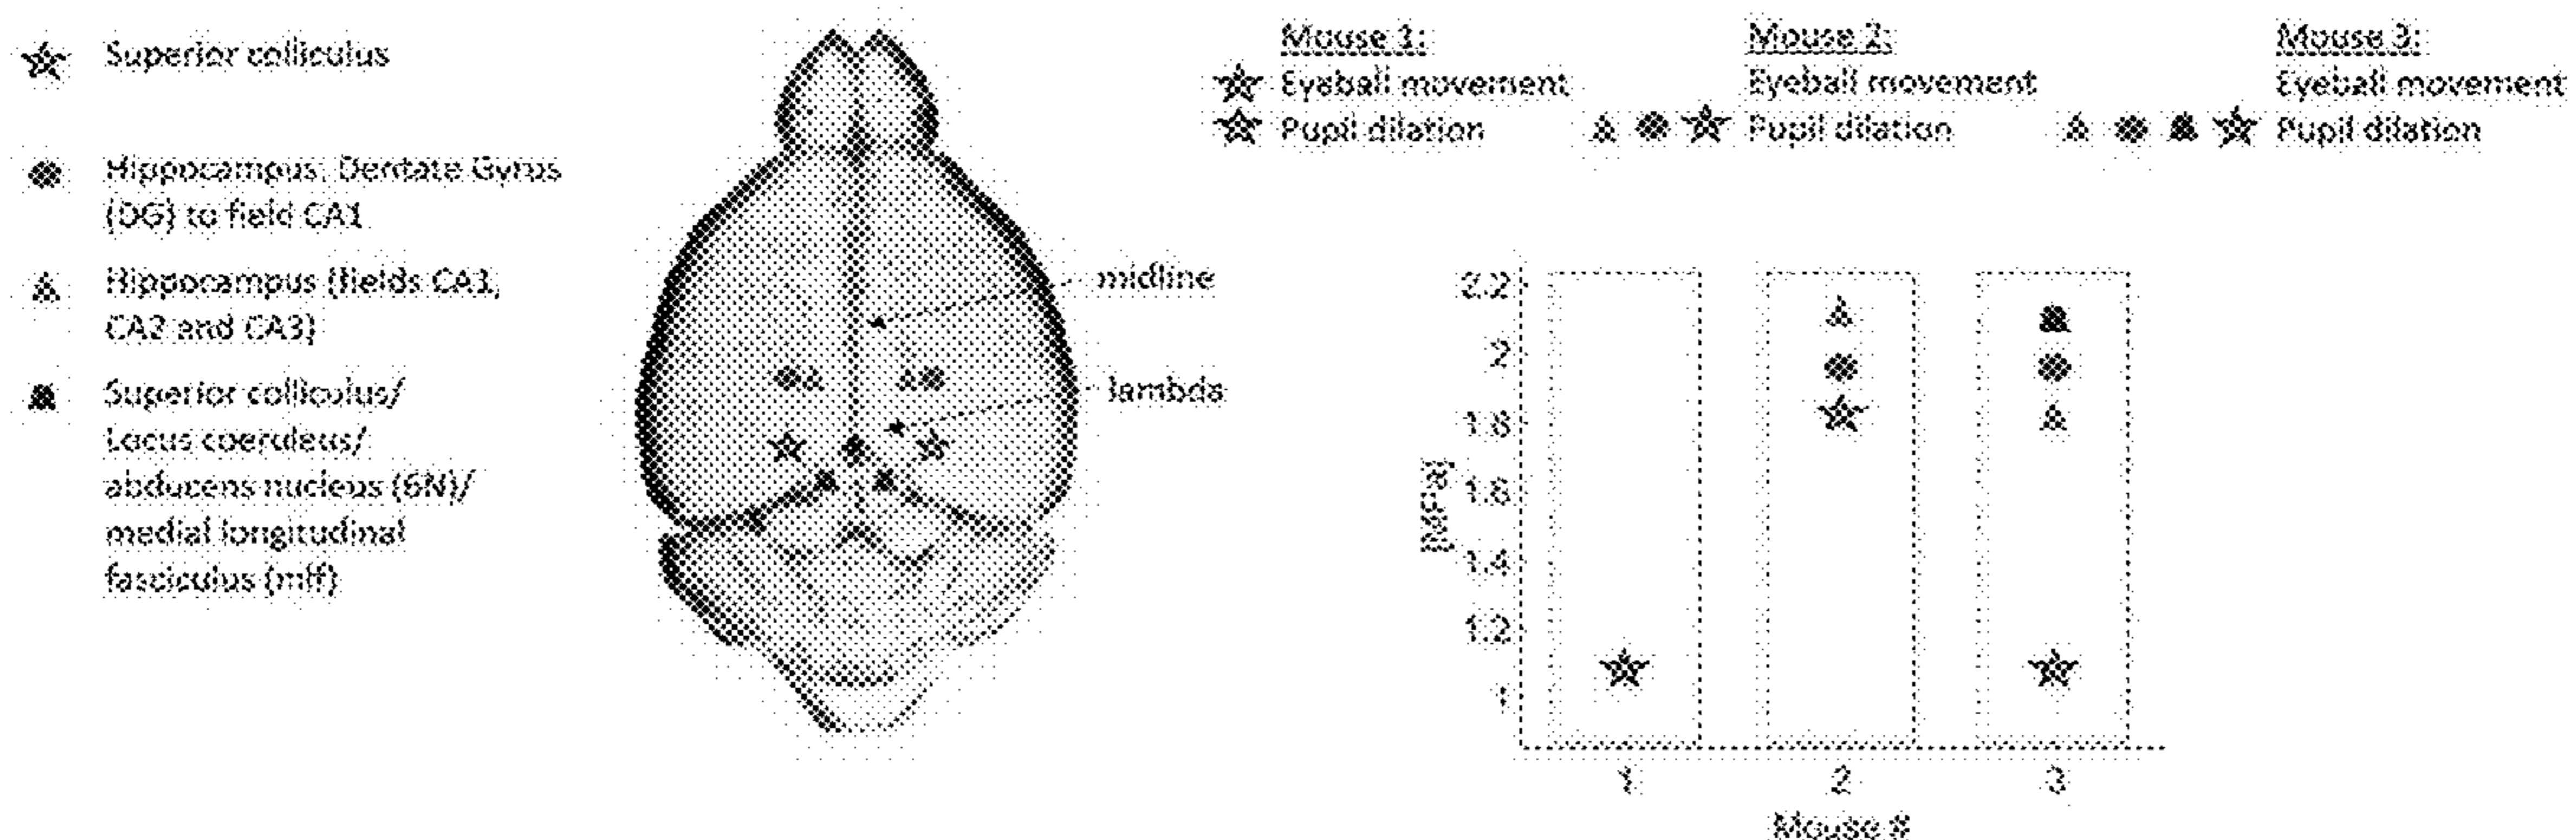 Superior colliculus
Hippocampus, Dentate Gyrus
(DG) to field CA1
Hippocampus (fields CA1,
CA2 and CA3)
Superior colliculus/
Locus coeruleus/
abducens nucleus (6N)/
medial longitudinal
fasciculus (mlf)
midline
lambda
Mouse 1:
Eyeball movement
Pupil dilation
Mouse 2:
Eyeball movement
Pupil dilation
Mouse 3:
Eyeball movement
Pupil dilation
[MPa]
2.2
2
1.8
1.6
1.4
1.2
1
1 2 3
Mouse #